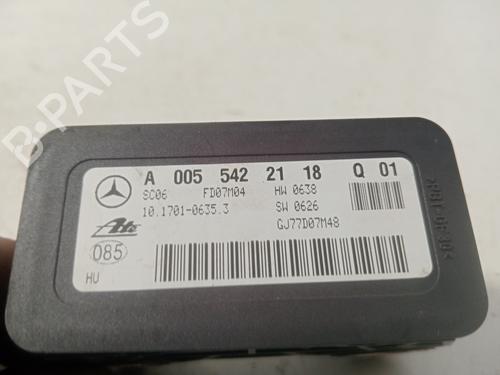 A 005 542 21 18 Q 01
SC06 FD07M04 HW 0638
10.1701-0635.3 SW 0626
Ate GJ77D07M48
085
HU
B-PARTS